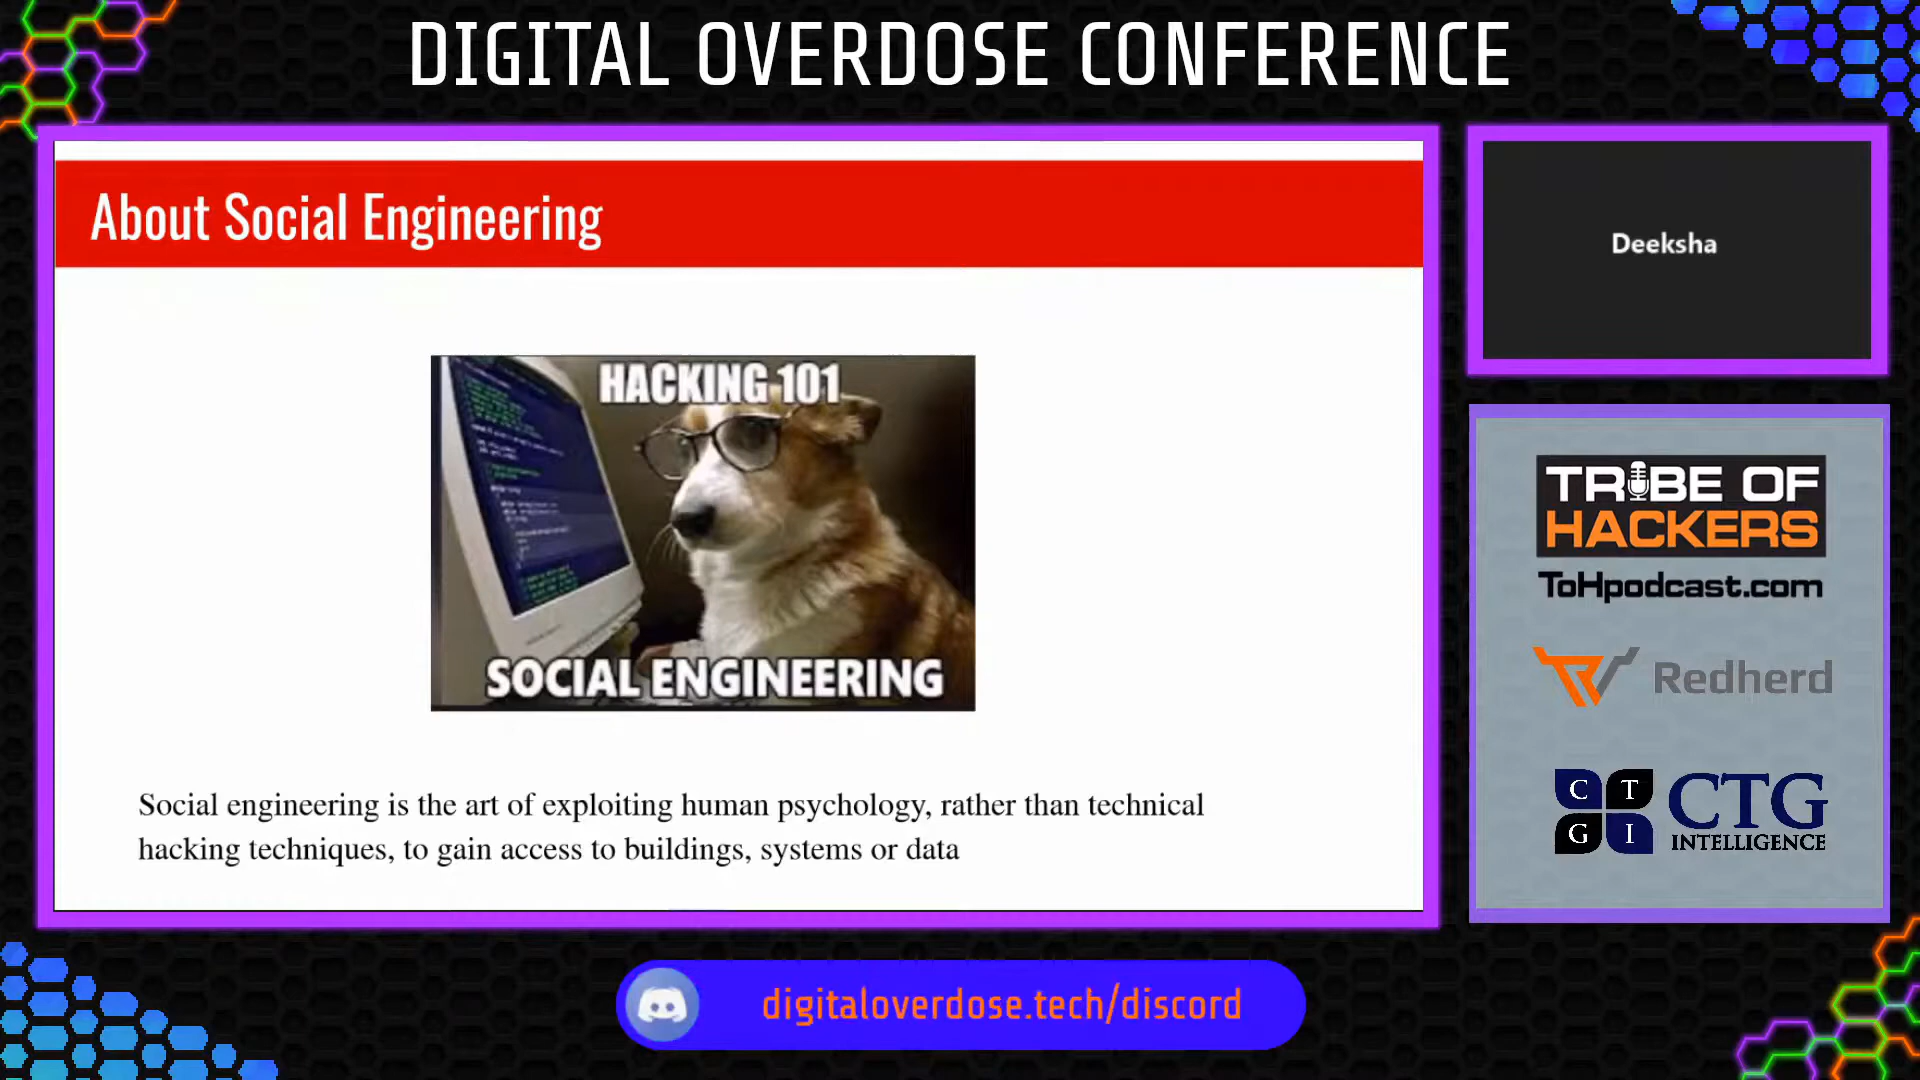 DIGITAL OVERDOSE CONFERENCE
About Social Engineering
HACKING 101
SOCIAL ENGINEERING
Social engineering is the art of exploiting human psychology, rather than technical
hacking techniques, to gain access to buildings, systems or data
Deeksha
TRIBE OF
HACKERS
ToHpodcast.com
Redherd
C T
G I
CTG
INTELLIGENCE
digitaloverdose.tech/discord